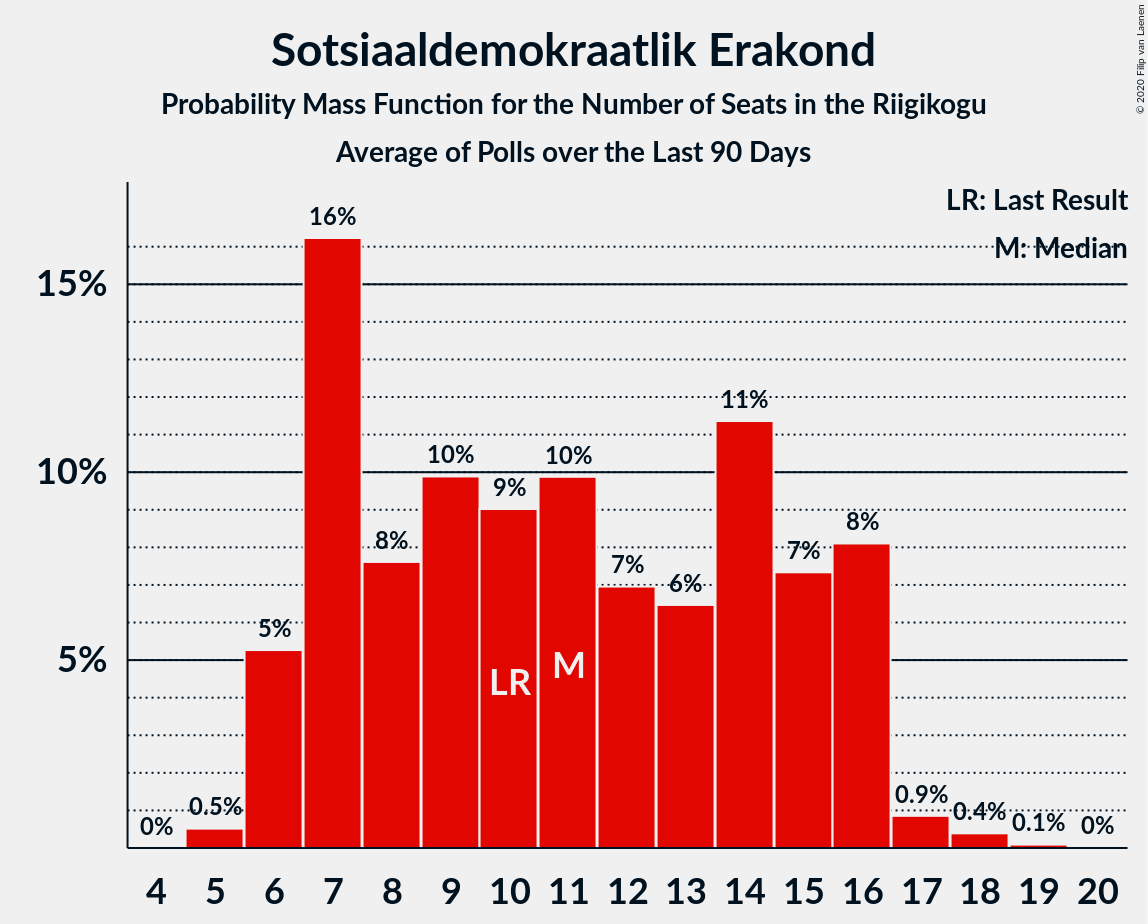 Sotsiaaldemokraatlik Erakond
Probability Mass Function for the Number of Seats in the Riigikogu
Average of Polls over the Last 90 Days
© 2020 Filip van Laenen
LR: Last Result
M: Median
15%
10%
5%
0%
0.5%
5%
16%
8%
10%
9%
10%
7%
6%
11%
7%
8%
0.9%
0.4%
0.1%
0%
LR
M
4 5 6 7 8 9 10 11 12 13 14 15 16 17 18 19 20